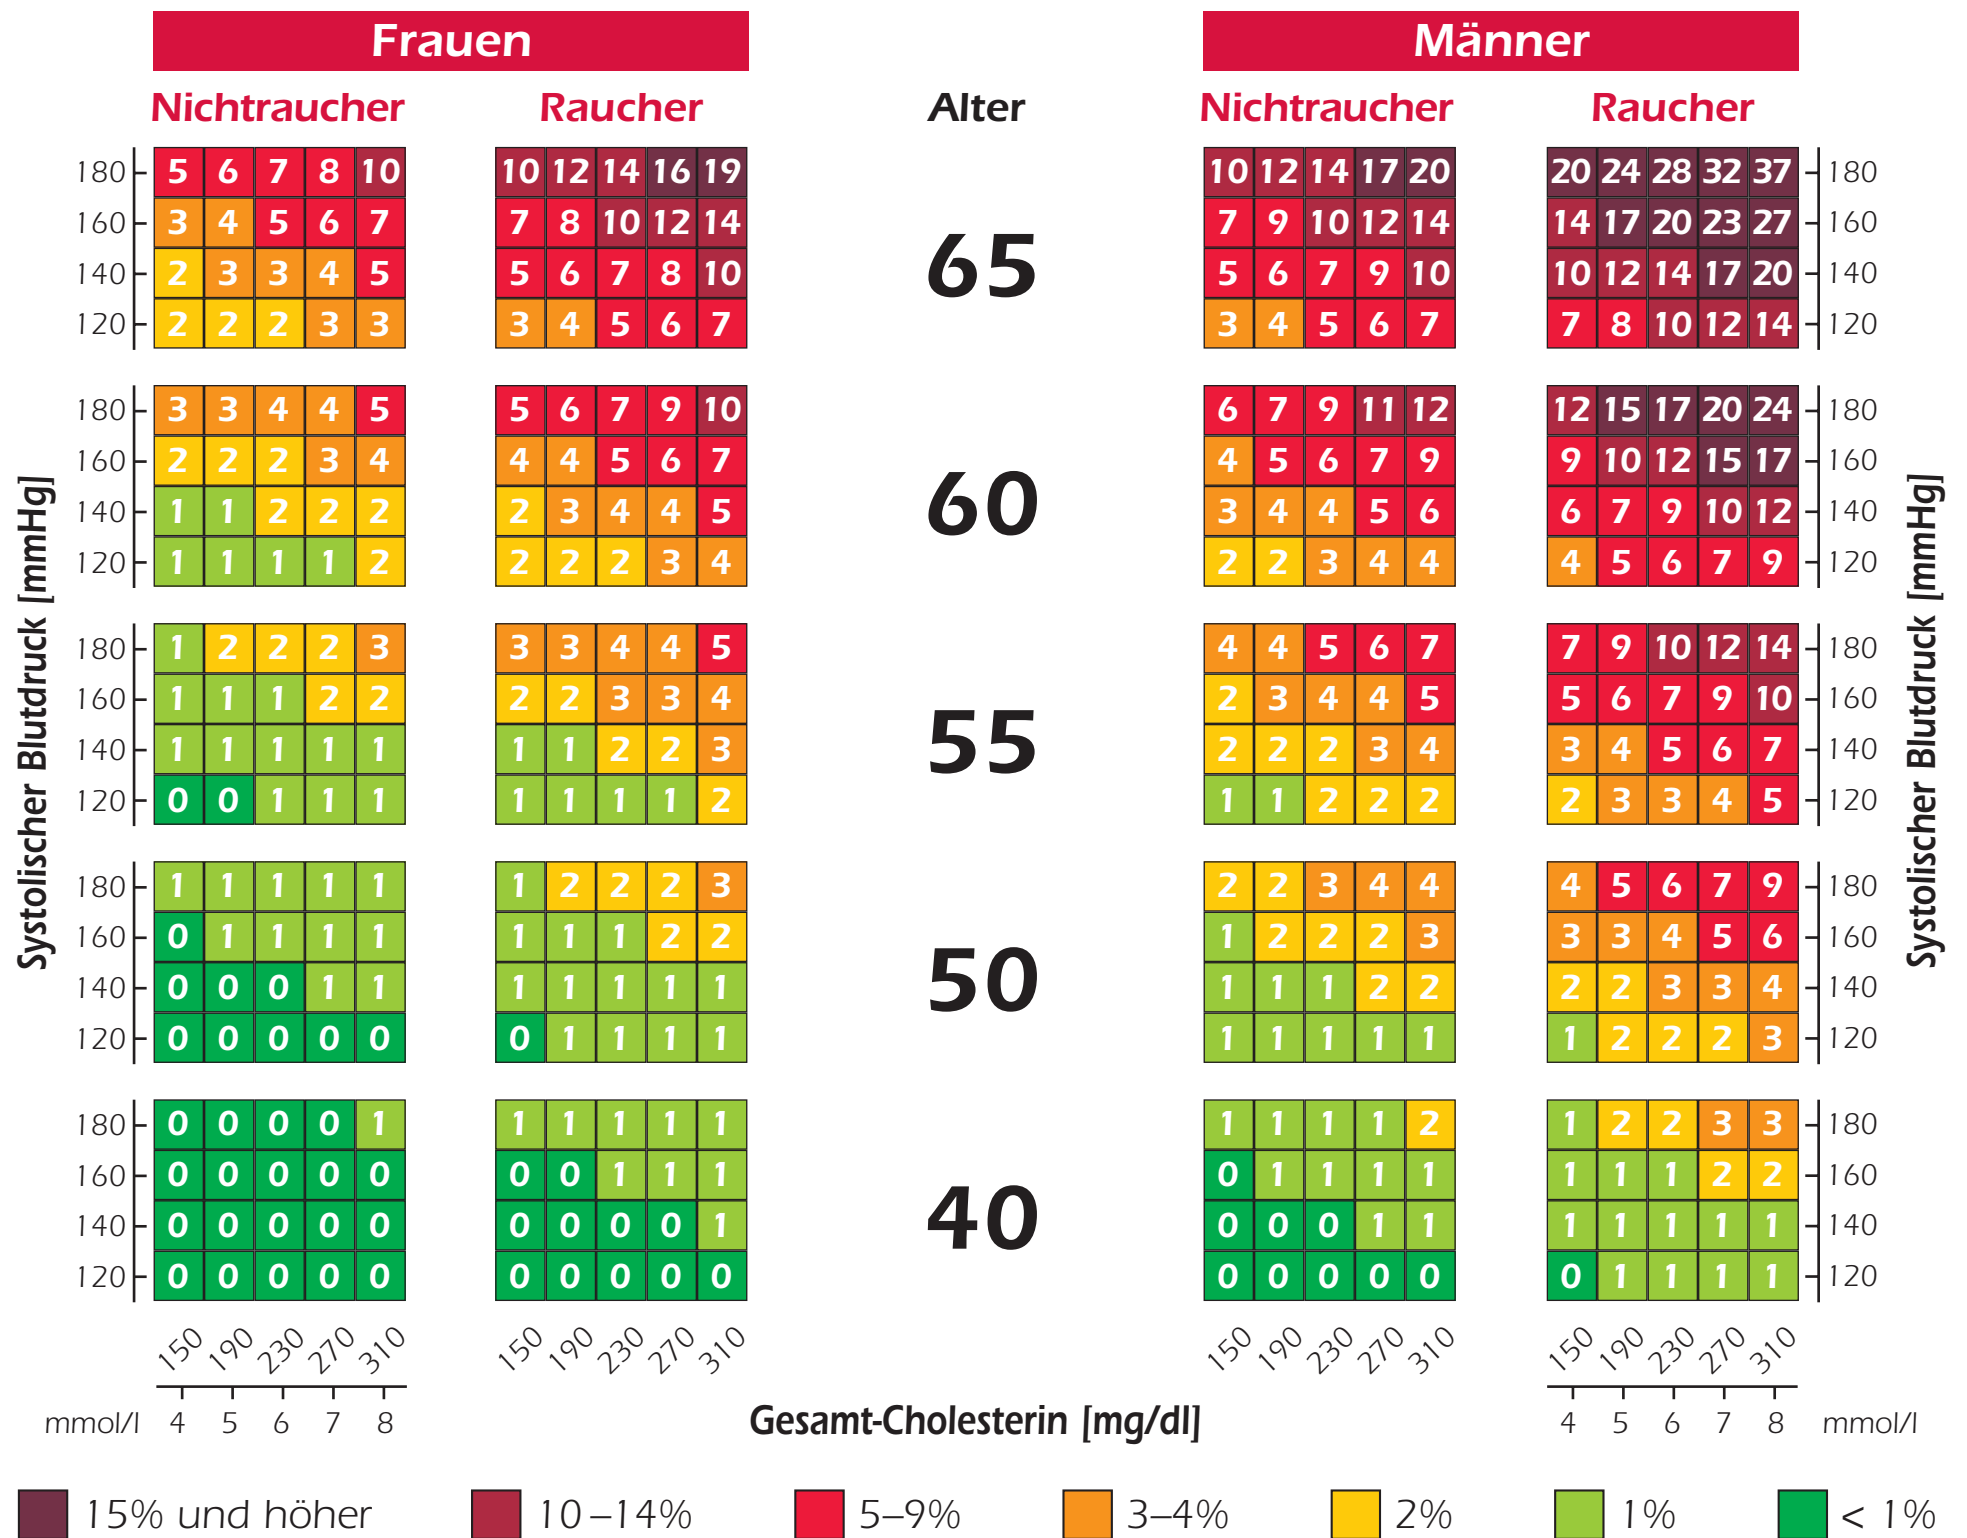 Frauen Männer
Nichtraucher Raucher Alter Nichtraucher Raucher
180 5 6 7 8 10 10 12 14 16 19 10 12 14 17 20 20 24 28 32 37 180
160 3 4 5 6 7 7 8 10 12 14 7 9 10 12 14 14 17 20 23 27 160
65
140 2 3 3 4 5 5 6 7 8 10 5 6 7 9 10 10 12 14 17 20 140
120 2 2 2 3 3 3 4 5 6 7 3 4 5 6 7 7 8 10 12 14 120
180 3 3 4 4 5 5 6 7 9 10 6 7 9 11 12 12 15 17 20 24 180
160 2 2 2 3 4 4 4 5 6 7 4 5 6 7 9 9 10 12 15 17 160
60
140 1 1 2 2 2 2 3 4 4 5 3 4 4 5 6 6 7 9 10 12 140
120 1 1 1 1 2 2 2 2 3 4 2 2 3 4 4 4 5 6 7 9 120
180 1 2 2 2 3 3 3 4 4 5 4 4 5 6 7 7 9 10 12 14 180
160 1 1 1 2 2 2 2 3 3 4 2 3 4 4 5 5 6 7 9 10 160
55
140 1 1 1 1 1 1 1 2 2 3 2 2 2 3 4 3 4 5 6 7 140
120 0 0 1 1 1 1 1 1 1 2 1 1 2 2 2 2 3 3 4 5 120
180 1 1 1 1 1 1 2 2 2 3 2 2 3 4 4 4 5 6 7 9 180
160 0 1 1 1 1 1 1 1 2 2 1 2 2 2 3 3 3 4 5 6 160
50
140 0 0 0 1 1 1 1 1 1 1 1 1 1 2 2 2 2 3 3 4 140
120 0 0 0 0 0 0 1 1 1 1 1 1 1 1 1 1 2 2 2 3 120
180 0 0 0 0 1 1 1 1 1 1 1 1 1 1 2 1 2 2 3 3 180
160 0 0 0 0 0 0 0 1 1 1 0 1 1 1 1 1 1 1 2 2 160
40
140 0 0 0 0 0 0 0 0 0 1 0 0 0 1 1 1 1 1 1 1 140
120 0 0 0 0 0 0 0 0 0 0 0 0 0 0 0 0 1 1 1 1 120
Systolischer Blutdruck [mmHg]
Systolischer Blutdruck [mmHg]
150 190 230 270 310 150 190 230 270 310 150 190 230 270 310 150 190 230 270 310
mmol/l 4 5 6 7 8 Gesamt-Cholesterin [mg/dl] 4 5 6 7 8 mmol/l
15% und höher 10–14% 5–9% 3–4% 2% 1% < 1%